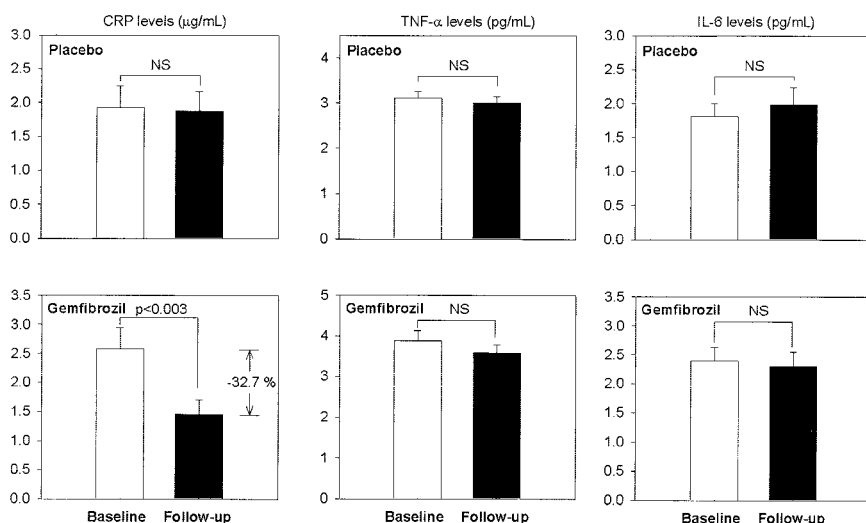 CRP levels (µg/mL)
Placebo
NS
3.0
2.5
2.0
1.5
1.0
0.5
0.0
TNF-α levels (pg/mL)
Placebo
NS
4
3
2
1
0
IL-6 levels (pg/mL)
Placebo
NS
3.0
2.5
2.0
1.5
1.0
0.5
0.0
Gemfibrozil p<0.003
-32.7 %
3.5
3.0
2.5
2.0
1.5
1.0
0.5
0.0
Baseline Follow-up
Gemfibrozil
NS
5
4
3
2
1
0
Baseline Follow-up
Gemfibrozil
NS
3.5
3.0
2.5
2.0
1.5
1.0
0.5
0.0
Baseline Follow-up